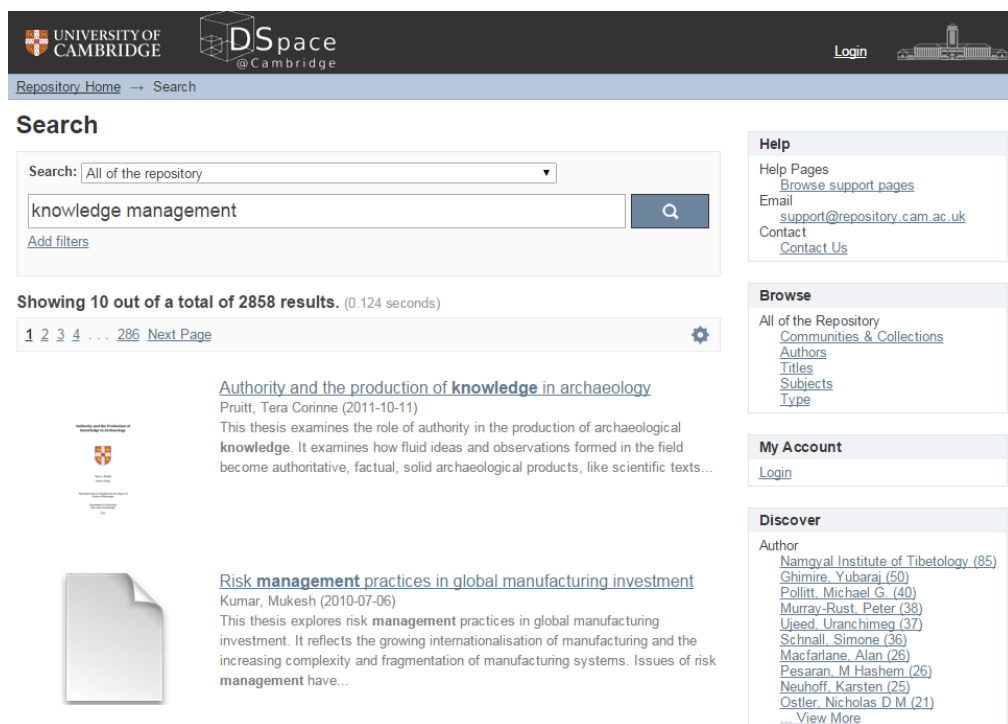 UNIVERSITY OF
CAMBRIDGE
DSpace
@Cambridge
Login
Repository Home → Search
Search
Search: All of the repository
knowledge management
Add filters
Showing 10 out of a total of 2858 results. (0.124 seconds)
1 2 3 4 . . . 286 Next Page
Authority and the production of knowledge in archaeology
Pruitt, Tera Corinne (2011-10-11)
This thesis examines the role of authority in the production of archaeological
knowledge. It examines how fluid ideas and observations formed in the field
become authoritative, factual, solid archaeological products, like scientific texts...
Authority and the Production of
Knowledge in Archaeology
Risk management practices in global manufacturing investment
Kumar, Mukesh (2010-07-06)
This thesis explores risk management practices in global manufacturing
investment. It reflects the growing internationalisation of manufacturing and the
increasing complexity and fragmentation of manufacturing systems. Issues of risk
management have...
Help
Help Pages
Browse support pages
Email
support@repository.cam.ac.uk
Contact
Contact Us
Browse
All of the Repository
Communities & Collections
Authors
Titles
Subjects
Type
My Account
Login
Discover
Author
Namgyal Institute of Tibetology (85)
Ghimire, Yubaraj (50)
Pollitt, Michael G. (40)
Murray-Rust, Peter (38)
Ujeed, Uranchimeg (37)
Schnall, Simone (36)
Macfarlane, Alan (26)
Pesaran, M Hashem (26)
Neuhoff, Karsten (25)
Ostler, Nicholas D M (21)
... View More